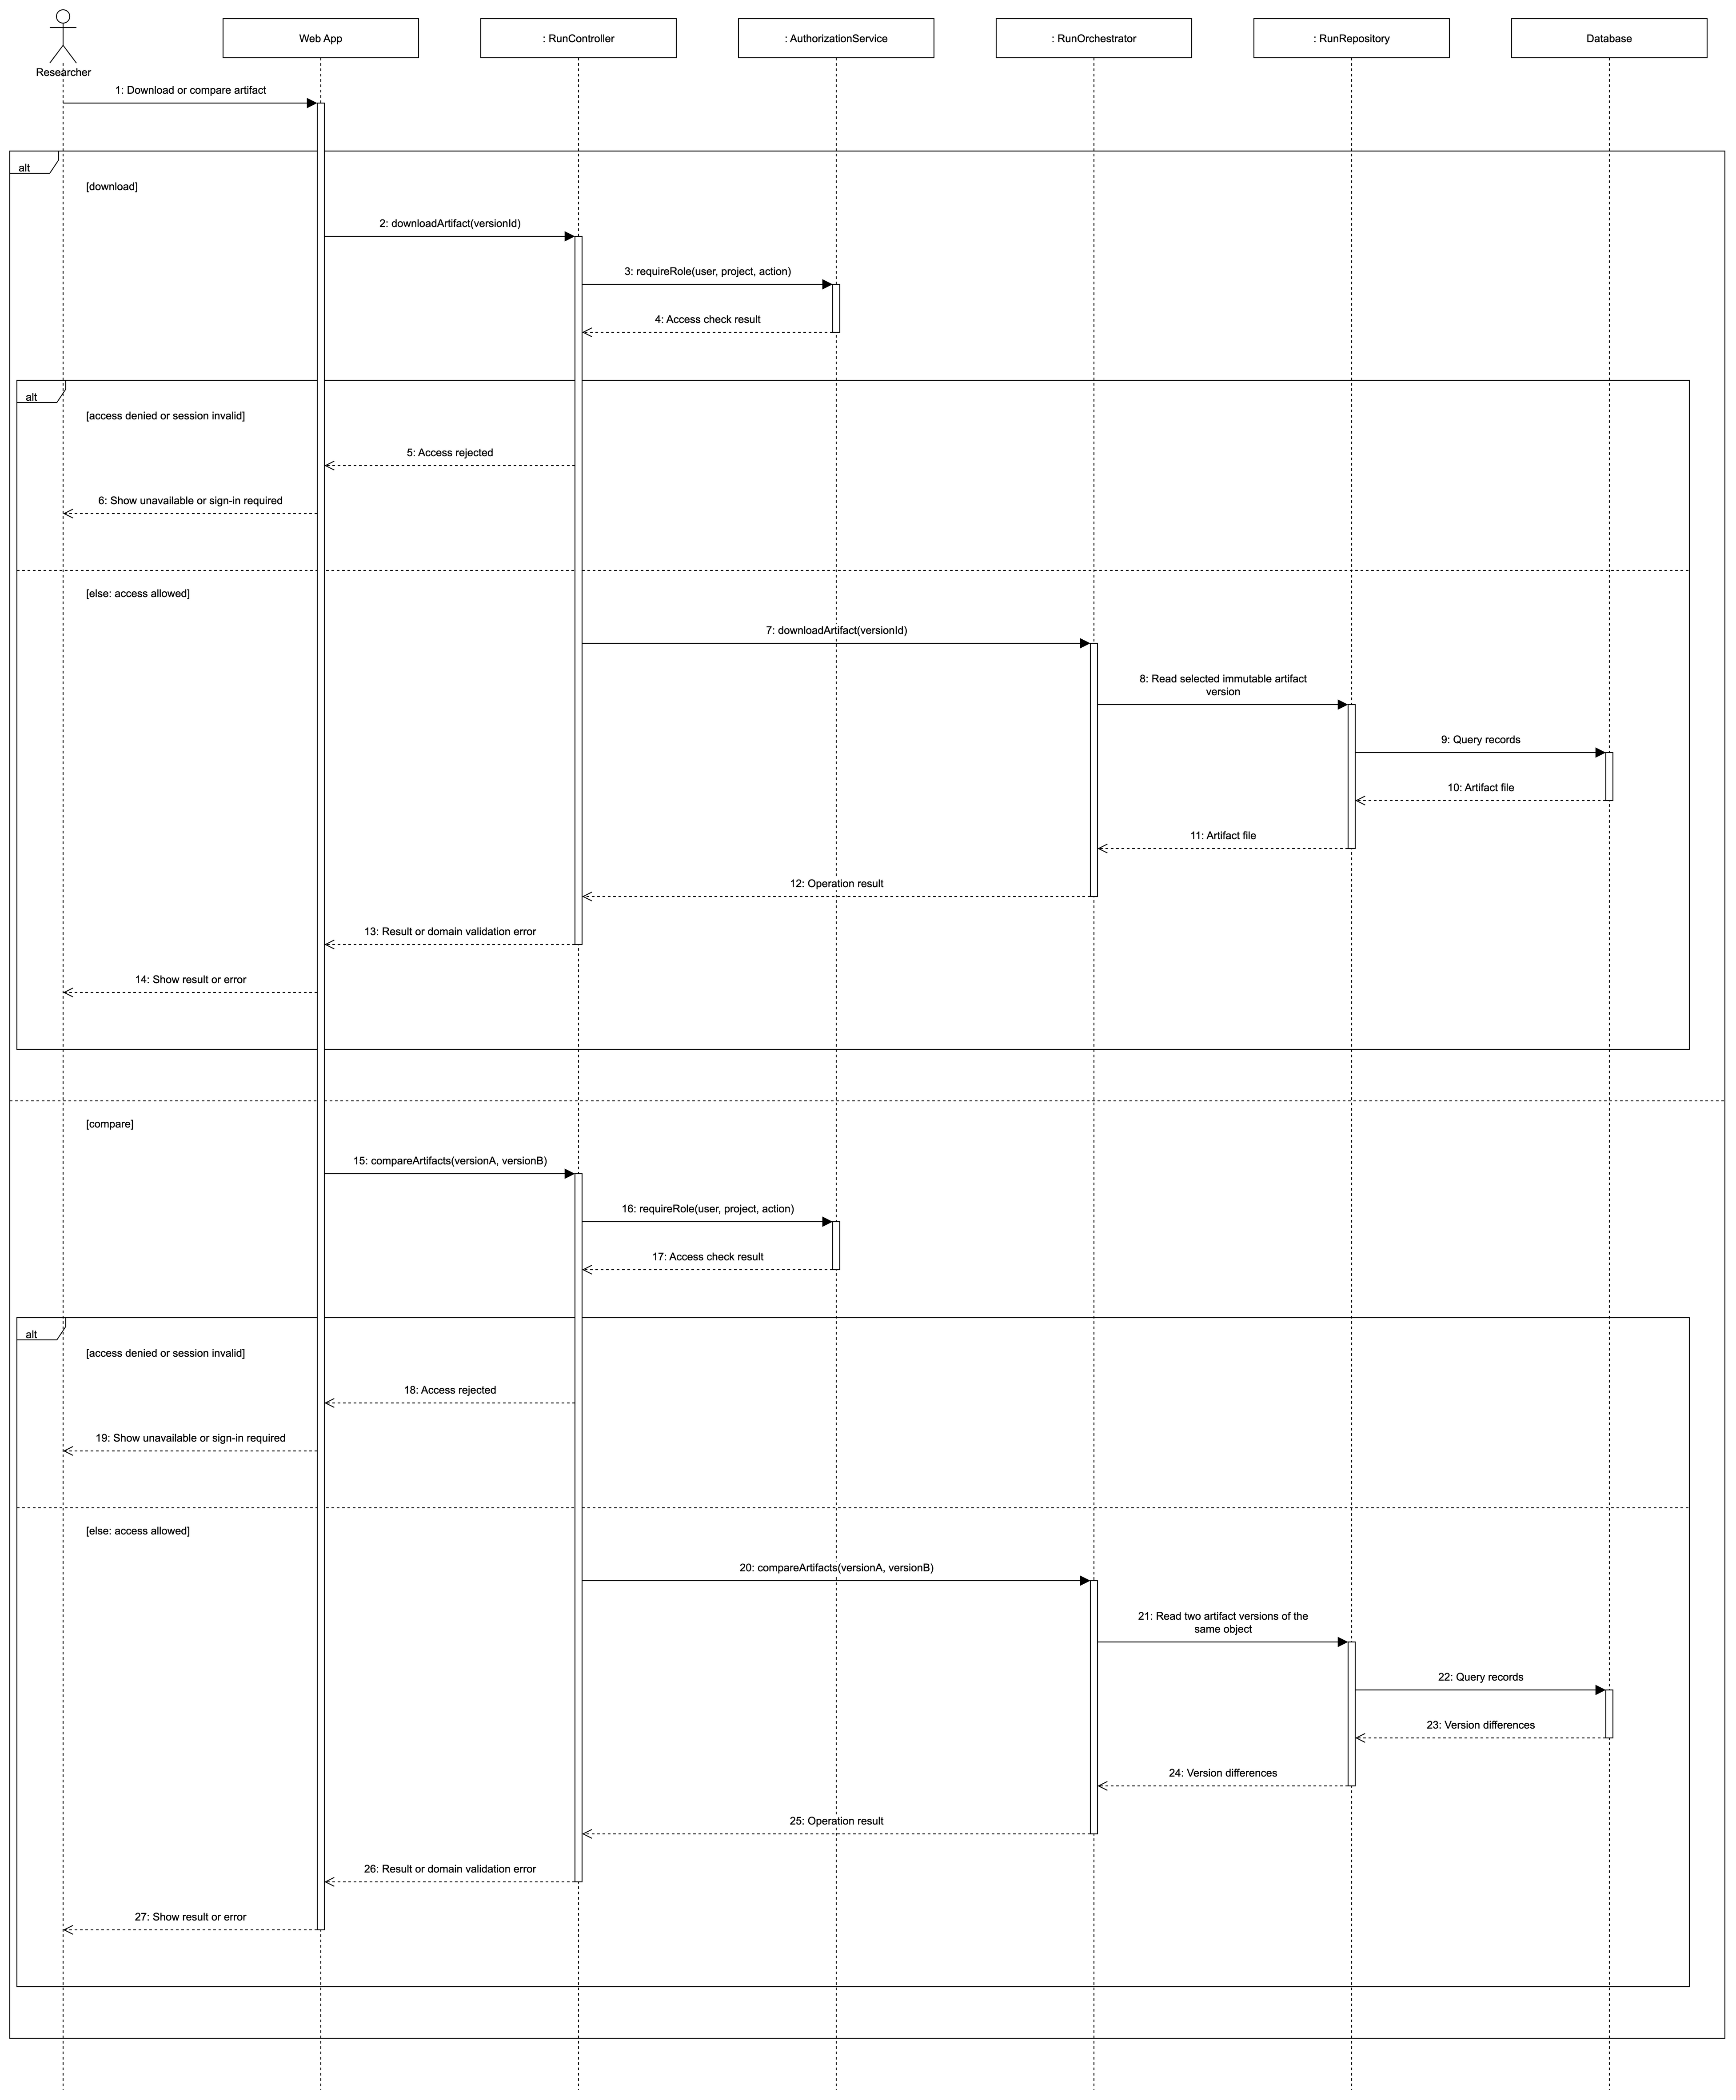 Researcher
Web App
: RunController
: AuthorizationService
: RunOrchestrator
: RunRepository
Database
1: Download or compare artifact
alt
[download]
2: downloadArtifact(versionId)
3: requireRole(user, project, action)
4: Access check result
alt
[access denied or session invalid]
5: Access rejected
6: Show unavailable or sign-in required
[else: access allowed]
7: downloadArtifact(versionId)
8: Read selected immutable artifact
version
9: Query records
10: Artifact file
11: Artifact file
12: Operation result
13: Result or domain validation error
14: Show result or error
[compare]
15: compareArtifacts(versionA, versionB)
16: requireRole(user, project, action)
17: Access check result
alt
[access denied or session invalid]
18: Access rejected
19: Show unavailable or sign-in required
[else: access allowed]
20: compareArtifacts(versionA, versionB)
21: Read two artifact versions of the
same object
22: Query records
23: Version differences
24: Version differences
25: Operation result
26: Result or domain validation error
27: Show result or error